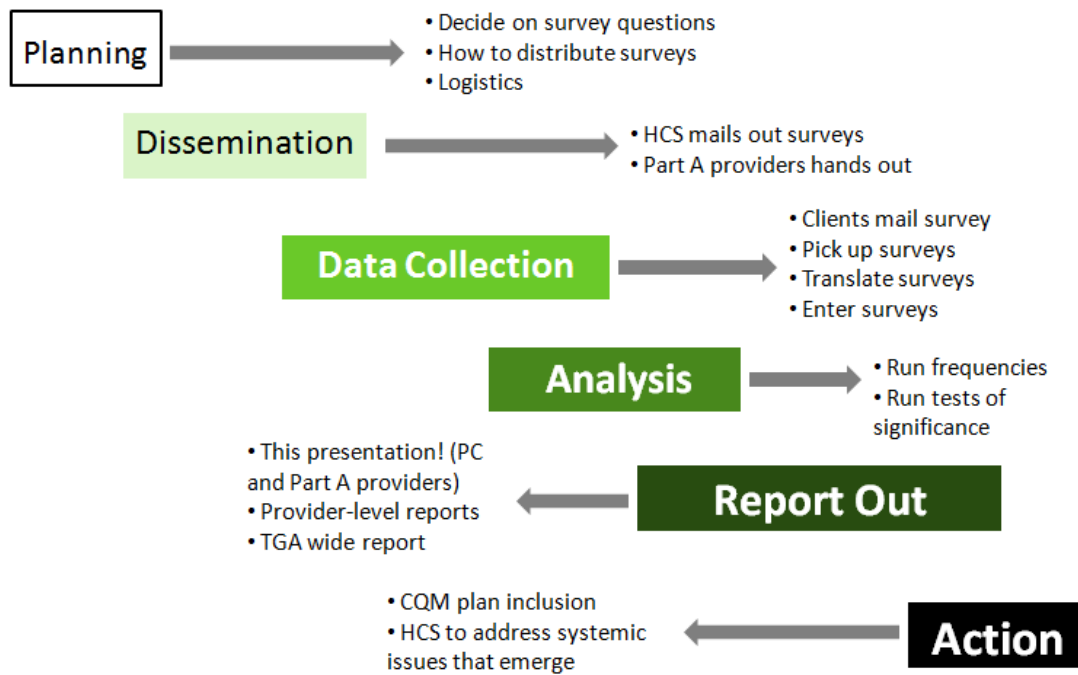 Planning
• Decide on survey questions
• How to distribute surveys
• Logistics
Dissemination
• HCS mails out surveys
• Part A providers hands out
Data Collection
• Clients mail survey
• Pick up surveys
• Translate surveys
• Enter surveys
Analysis
• Run frequencies
• Run tests of
significance
Report Out
• This presentation! (PC
and Part A providers)
• Provider-level reports
• TGA wide report
Action
• CQM plan inclusion
• HCS to address systemic
issues that emerge